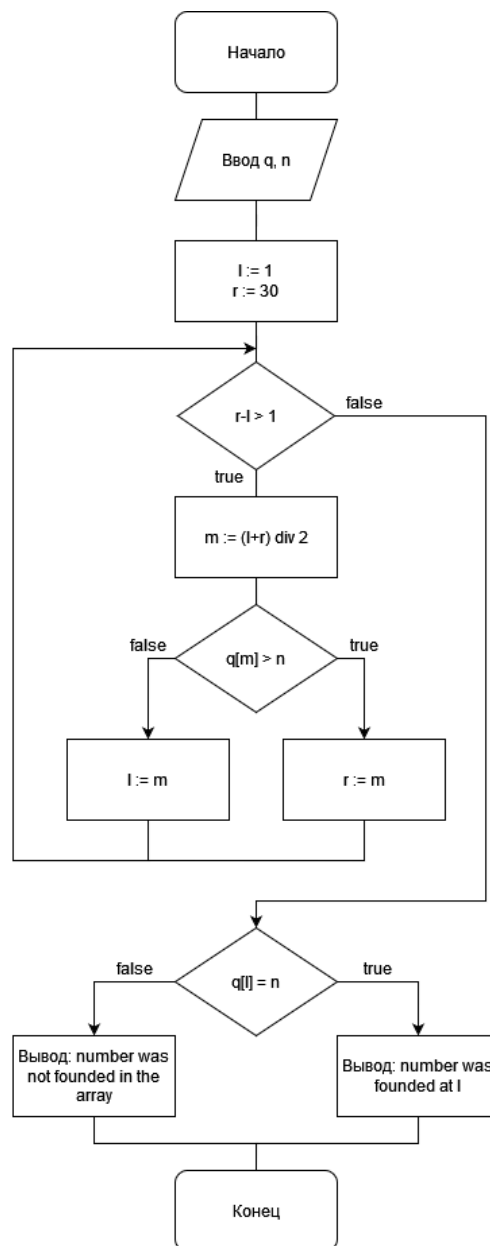 Начало
Ввод q, n
l := 1
r := 30
r-l > 1
false
true
m := (l+r) div 2
false
q[m] > n
true
l := m
r := m
false
q[l] = n
true
Вывод: number was
not founded in the
array
Вывод: number was
founded at l
Конец